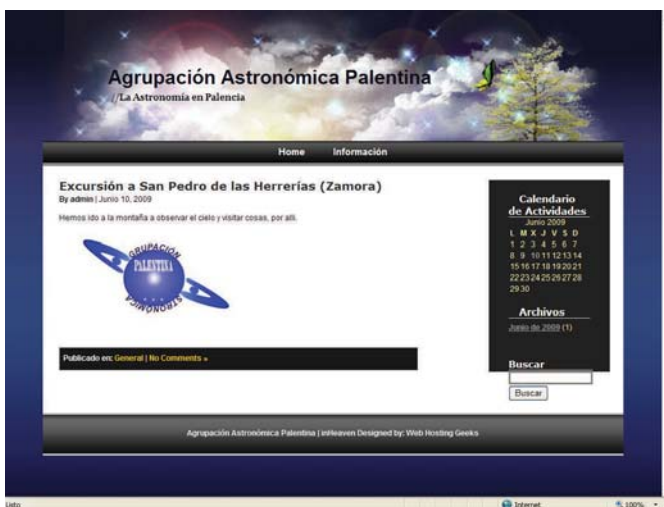 Agrupación Astronómica Palentina
//La Astronomía en Palencia
Home Información
Excursión a San Pedro de las Herrerías (Zamora)
By admin | Junio 10, 2009
Hemos ido a la montaña a observar el cielo y visitar cosas, por alli.
AGRUPACIÓN
PALENTINA
ASTRONÓMICA
Publicado en: General | No Comments »
Calendario
de Actividades
Junio 2009
L M X J V S D
1 2 3 4 5 6 7
8 9 10 11 12 13 14
15 16 17 18 19 20 21
22 23 24 25 26 27 28
29 30
Archivos
Junio de 2009 (1)
Buscar
Buscar
Agrupación Astronómica Palentina | inHeaven Designed by: Web Hosting Geeks
Listo Internet 100%